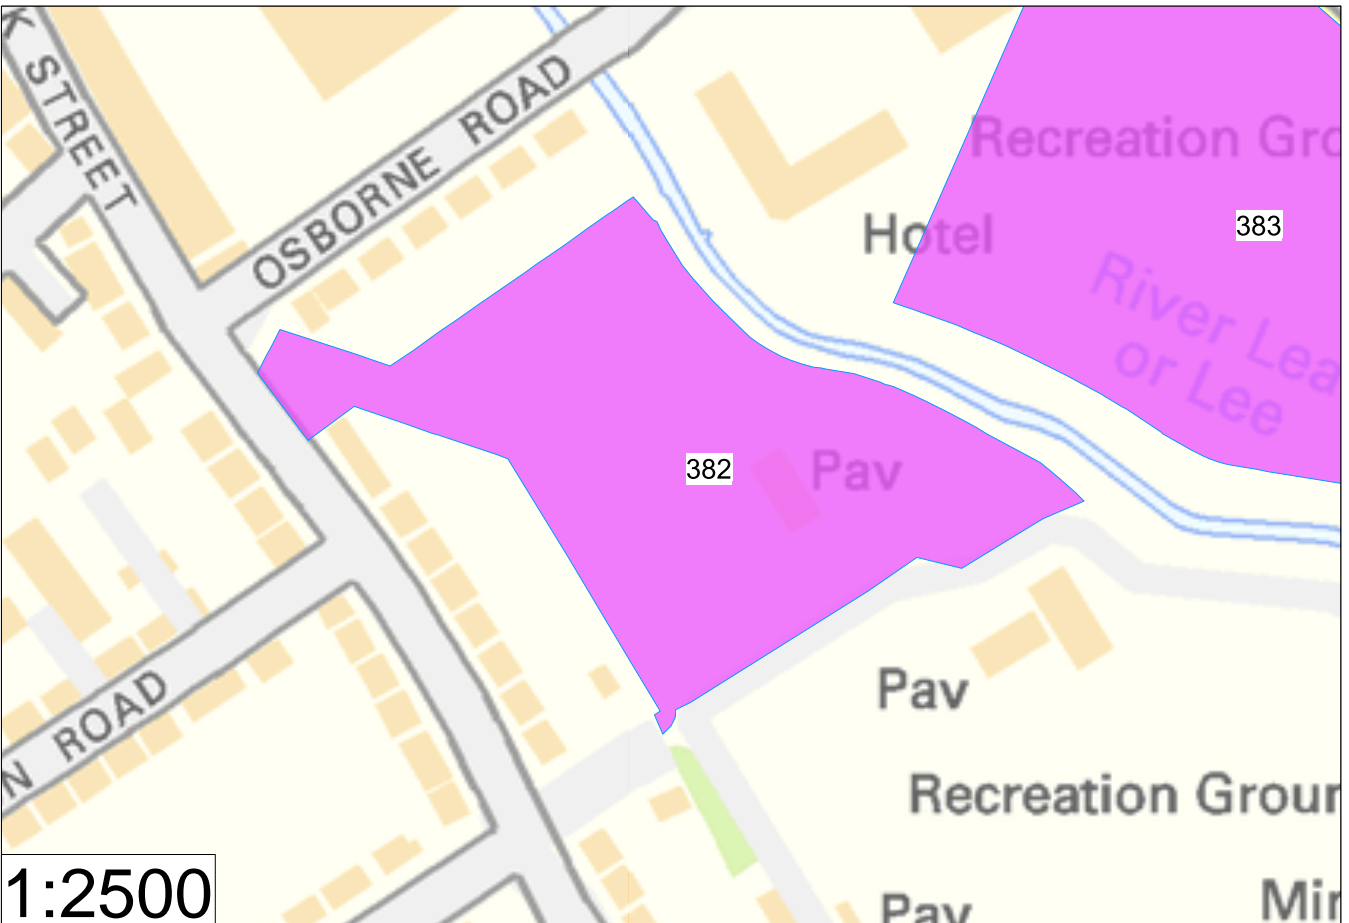 K STREET
OSBORNE ROAD
Recreation Gro
383
Hotel
River Lea
or Lee
382
Pav
N ROAD
Pav
Recreation Groun
Pav
Min
1:2500